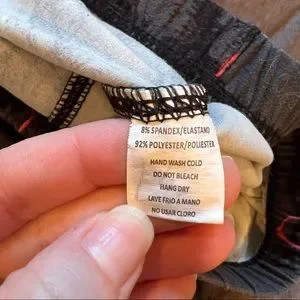 8% SPANDEX/ELASTANO
92% POLYESTER/POLIESTER
HAND WASH COLD
DO NOT BLEACH
HANG DRY
LAVE FRIO A MANO
NO USAR CLORO